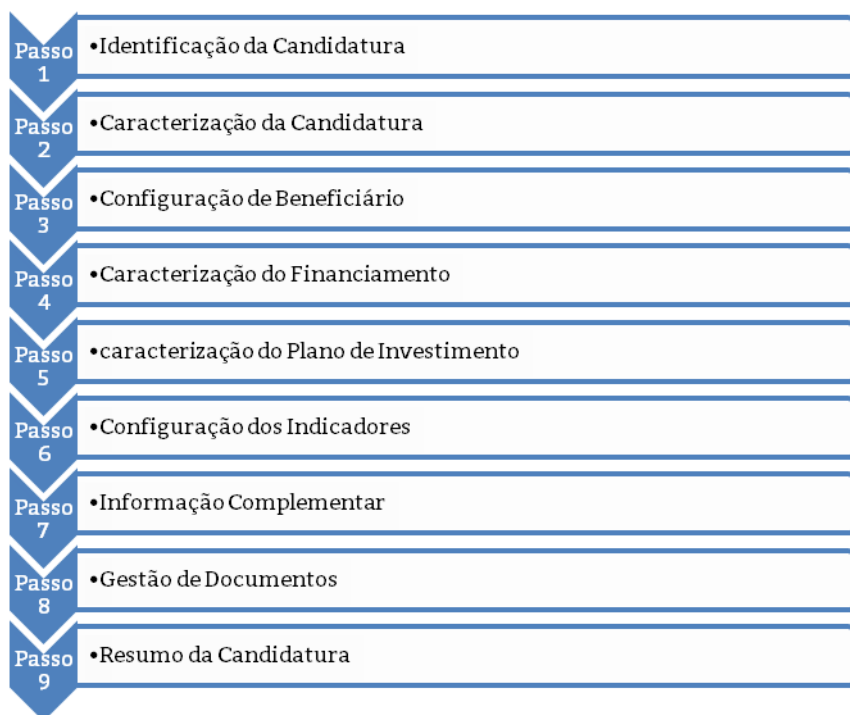 Passo
1
•Identificação da Candidatura
Passo
2
•Caracterização da Candidatura
Passo
3
•Configuração de Beneficiário
Passo
4
•Caracterização do Financiamento
Passo
5
•caracterização do Plano de Investimento
Passo
6
•Configuração dos Indicadores
Passo
7
•Informação Complementar
Passo
8
•Gestão de Documentos
Passo
9
•Resumo da Candidatura